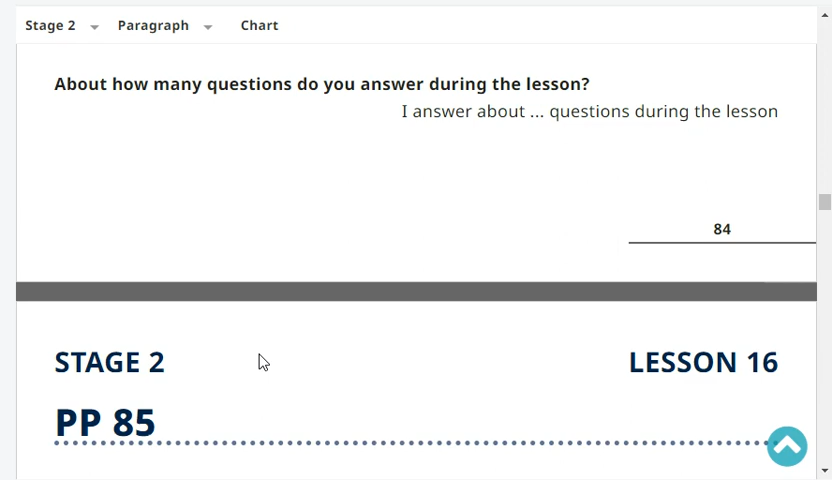 Stage 2 Paragraph Chart
About how many questions do you answer during the lesson?
I answer about ... questions during the lesson
84
STAGE 2 LESSON 16
PP 85